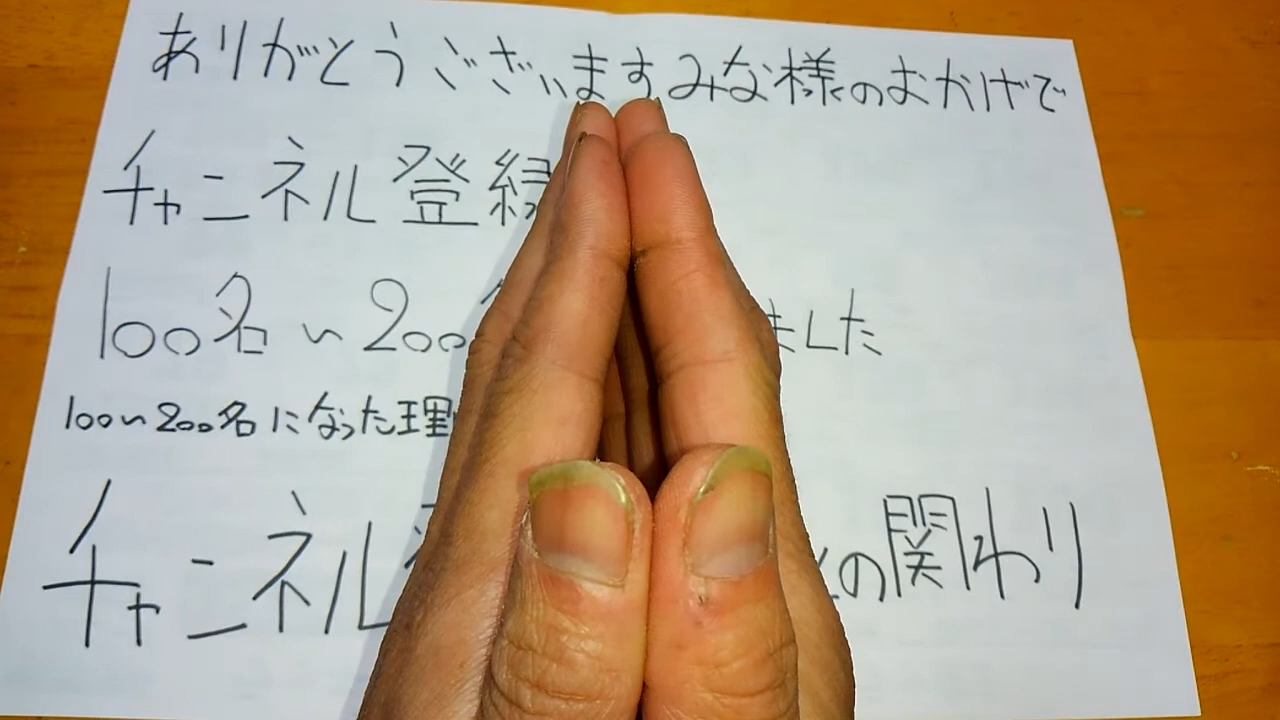 ありがとうございますみな様のおかげで
チャンネル登録
100名〜200 ました
100〜200名になった理
チャンネル の関わり